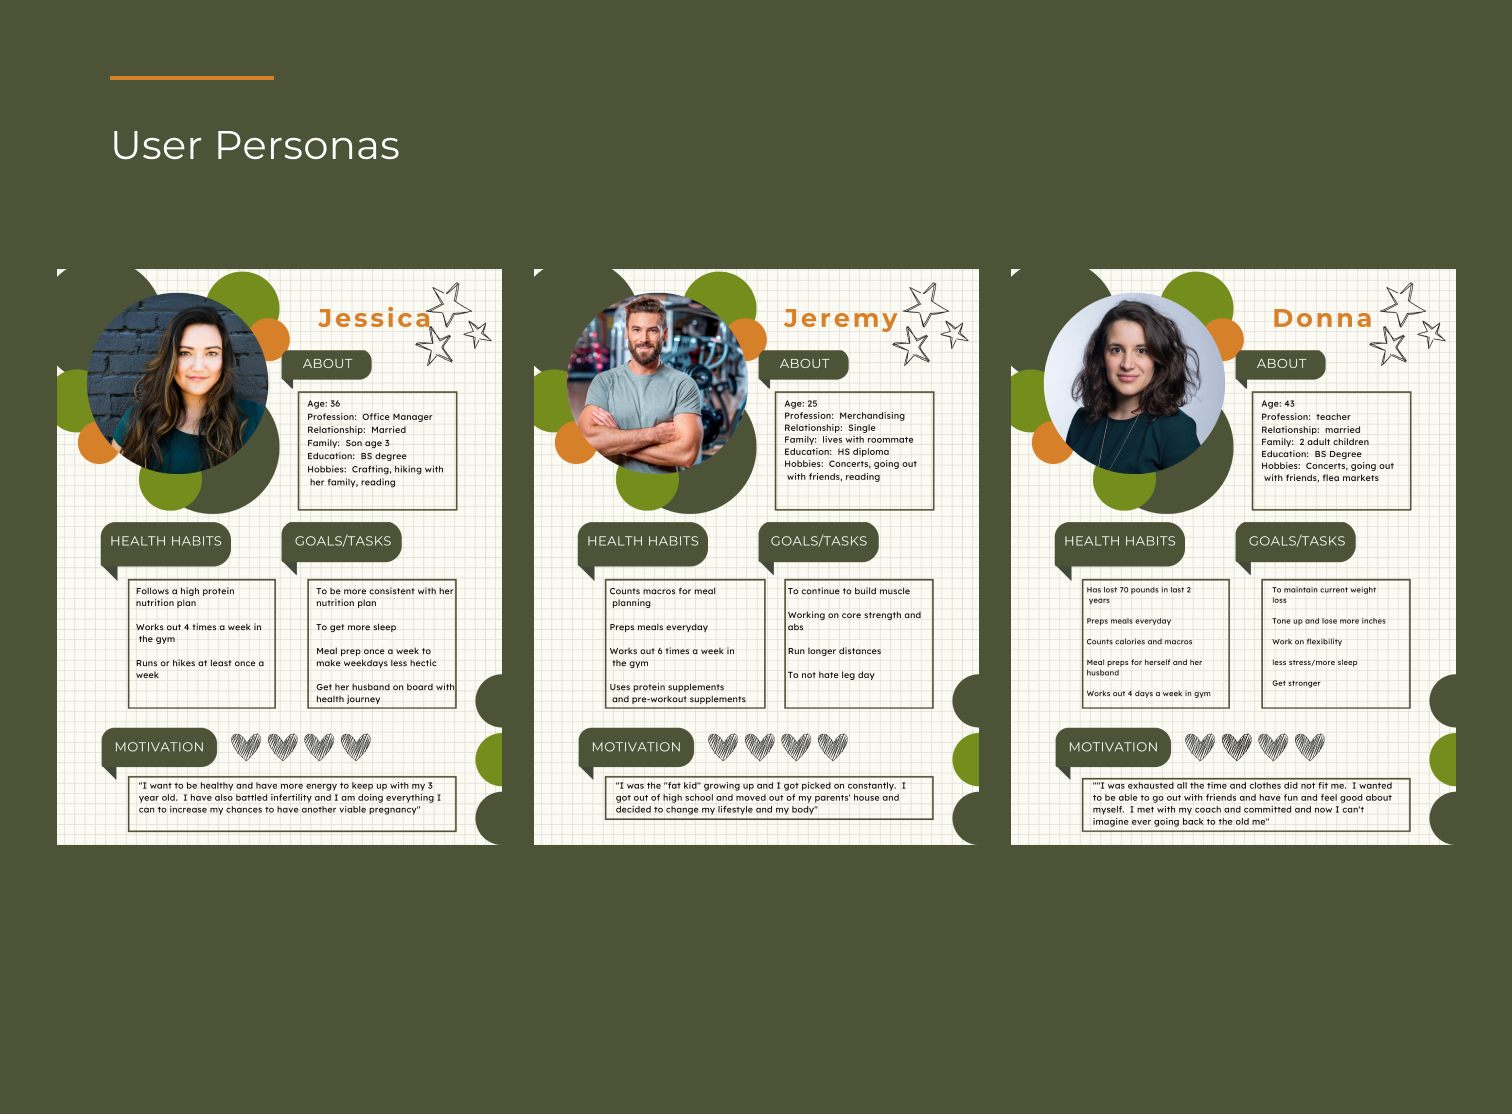 User Personas
Jessica
ABOUT
Age: 36
Profession: Office Manager
Relationship: Married
Family: Son age 3
Education: BS degree
Hobbies: Crafting, hiking with
her family, reading
HEALTH HABITS
Follows a high protein
nutrition plan
Works out 4 times a week in
the gym
Runs or hikes at least once a
week
GOALS/TASKS
To be more consistent with her
nutrition plan
To get more sleep
Meal prep once a week to
make weekdays less hectic
Get her husband on board with
health journey
MOTIVATION
"I want to be healthy and have more energy to keep up with my 3
year old. I have also battled infertility and I am doing everything I
can to increase my chances to have another viable pregnancy"
Jeremy
ABOUT
Age: 25
Profession: Merchandising
Relationship: Single
Family: lives with roommate
Education: HS diploma
Hobbies: Concerts, going out
with friends, reading
HEALTH HABITS
Counts macros for meal
planning
Preps meals everyday
Works out 6 times a week in
the gym
Uses protein supplements
and pre-workout supplements
GOALS/TASKS
To continue to build muscle
Working on core strength and
abs
Run longer distances
To not hate leg day
MOTIVATION
"I was the "fat kid" growing up and I got picked on constantly. I
got out of high school and moved out of my parents' house and
decided to change my lifestyle and my body"
Donna
ABOUT
Age: 43
Profession: teacher
Relationship: married
Family: 2 adult children
Education: BS Degree
Hobbies: Concerts, going out
with friends, flea markets
HEALTH HABITS
Has lost 70 pounds in last 2
years
Preps meals everyday
Counts calories and macros
Meal preps for herself and her
husband
Works out 4 days a week in gym
GOALS/TASKS
To maintain current weight
loss
Tone up and lose more inches
Work on flexibility
less stress/more sleep
Get stronger
MOTIVATION
""I was exhausted all the time and clothes did not fit me. I wanted
to be able to go out with friends and have fun and feel good about
myself. I met with my coach and committed and now I can't
imagine ever going back to the old me"